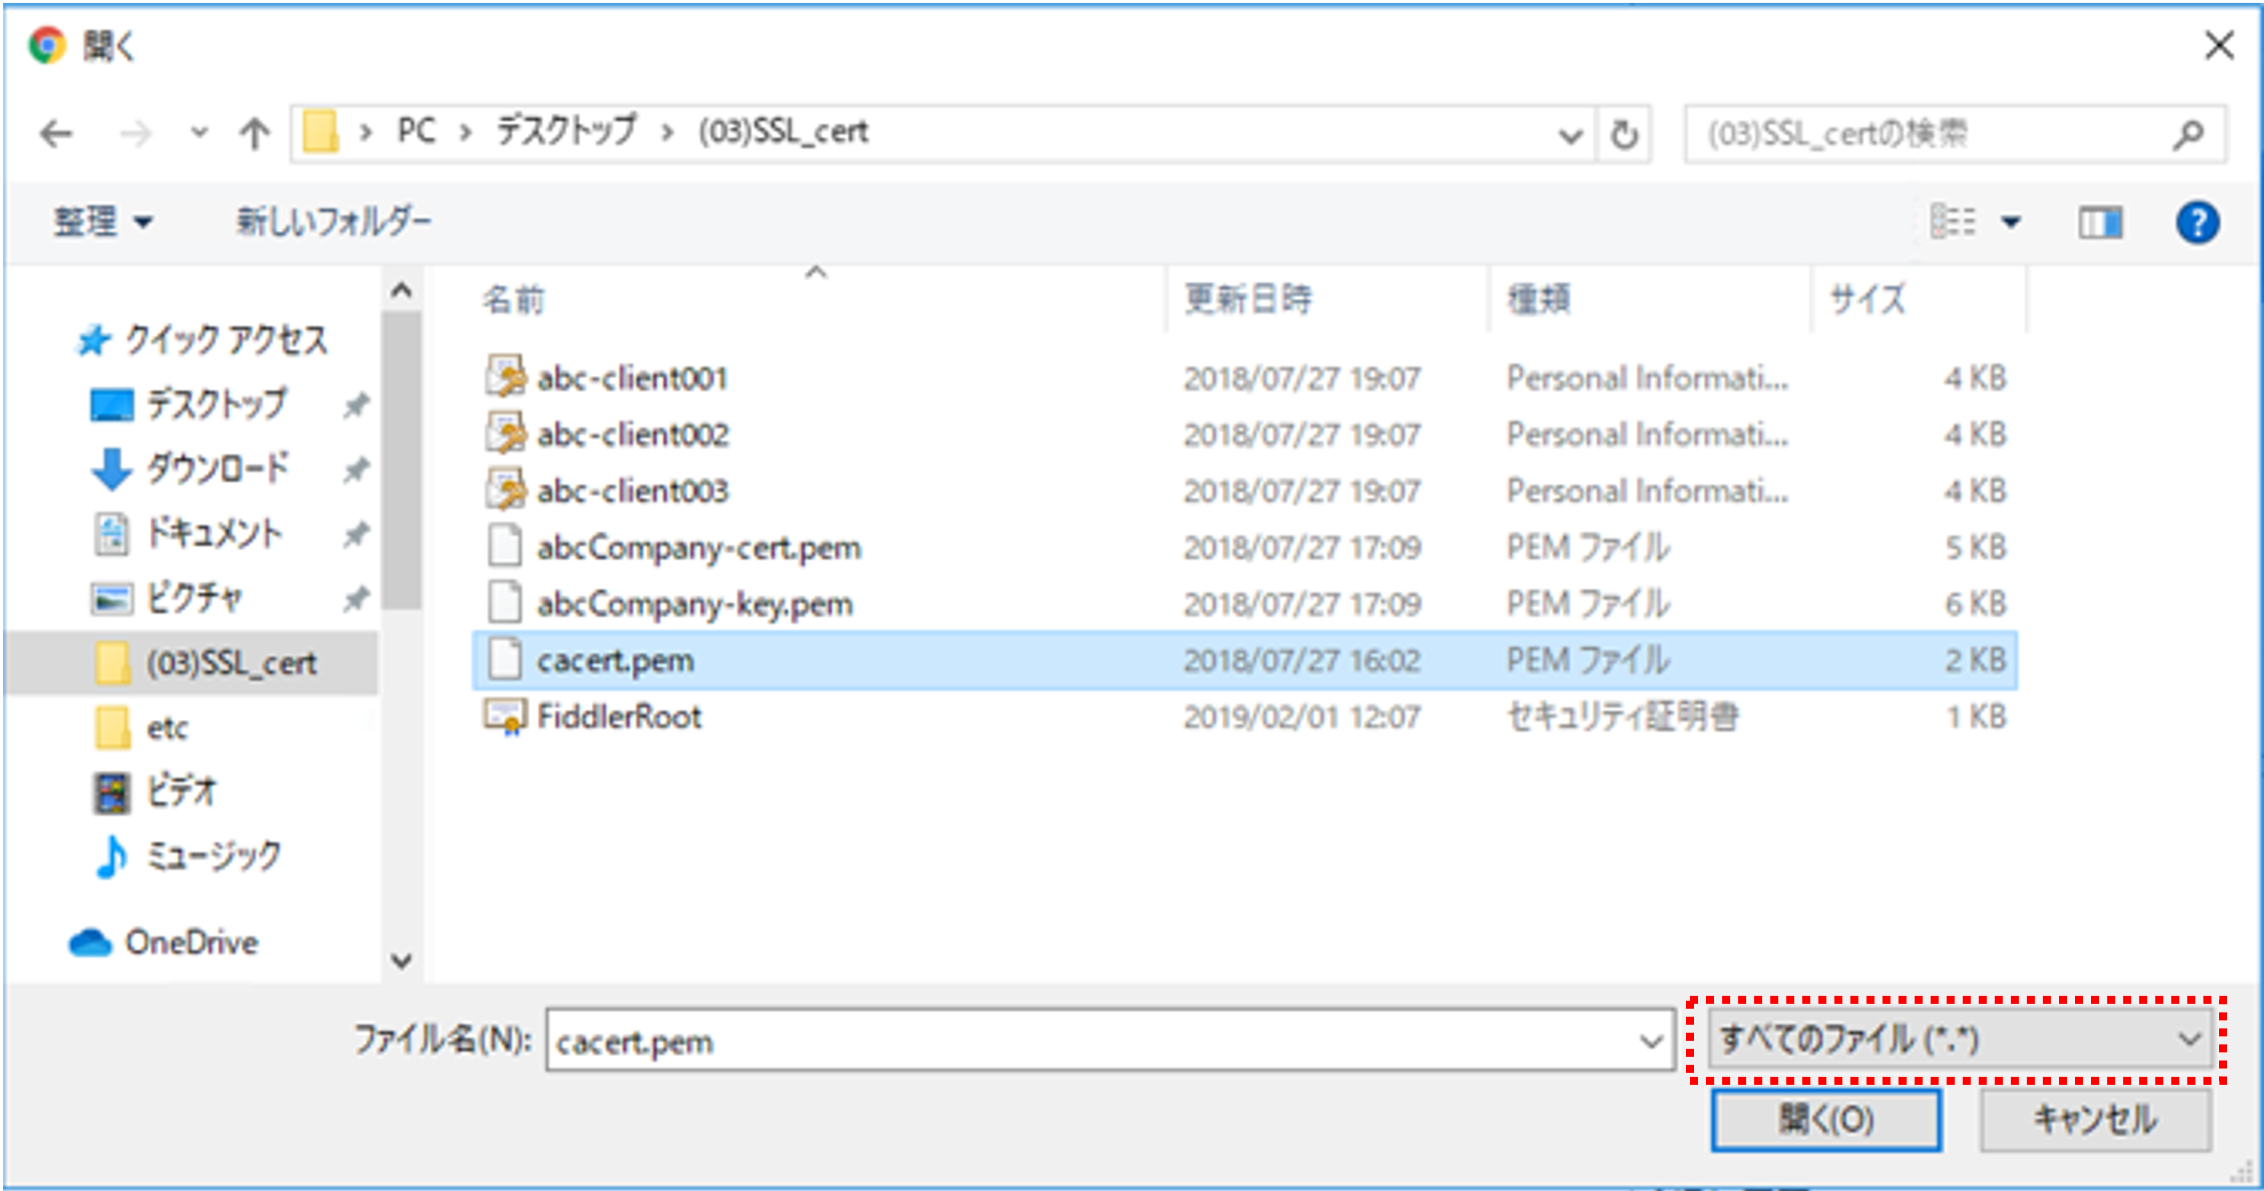 開く
PC › デスクトップ › (03)SSL_cert
(03)SSL_certの検索
整理
新しいフォルダー
クイック アクセス
デスクトップ
ダウンロード
ドキュメント
ピクチャ
(03)SSL_cert
etc
ビデオ
ミュージック
OneDrive
名前 更新日時 種類 サイズ
abc-client001 2018/07/27 19:07 Personal Informati... 4 KB
abc-client002 2018/07/27 19:07 Personal Informati... 4 KB
abc-client003 2018/07/27 19:07 Personal Informati... 4 KB
abcCompany-cert.pem 2018/07/27 17:09 PEM ファイル 5 KB
abcCompany-key.pem 2018/07/27 17:09 PEM ファイル 6 KB
cacert.pem 2018/07/27 16:02 PEM ファイル 2 KB
FiddlerRoot 2019/02/01 12:07 セキュリティ証明書 1 KB
ファイル名(N): cacert.pem
すべてのファイル (*.*)
開く(O) キャンセル